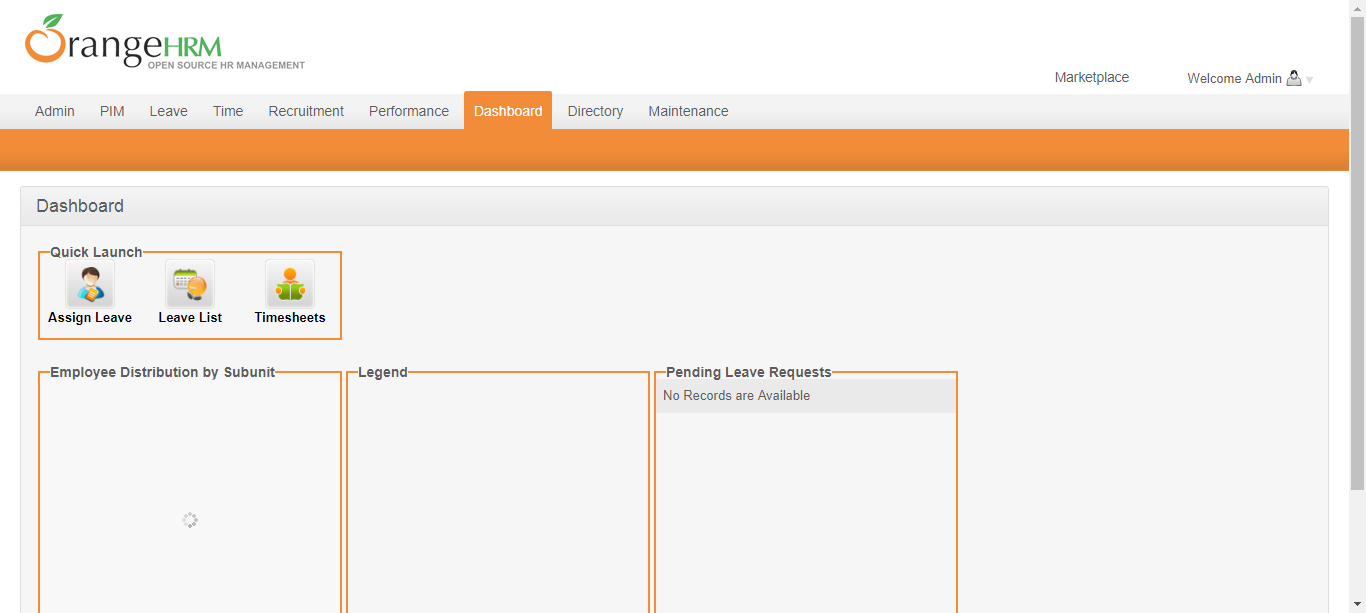 OrangeHRM
OPEN SOURCE HR MANAGEMENT
Marketplace Welcome Admin
Admin PIM Leave Time Recruitment Performance Dashboard Directory Maintenance
Dashboard
Quick Launch
Assign Leave Leave List Timesheets
Employee Distribution by Subunit Legend Pending Leave Requests
No Records are Available